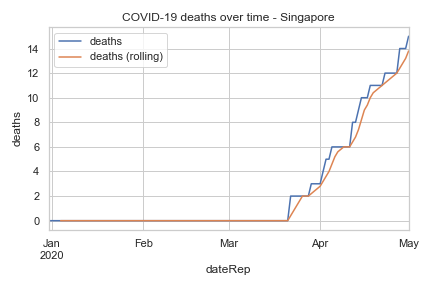 COVID-19 deaths over time - Singapore
deaths
deaths (rolling)
14
12
10
8
6
4
2
0
deaths
Jan
2020
Feb
Mar
Apr
May
dateRep